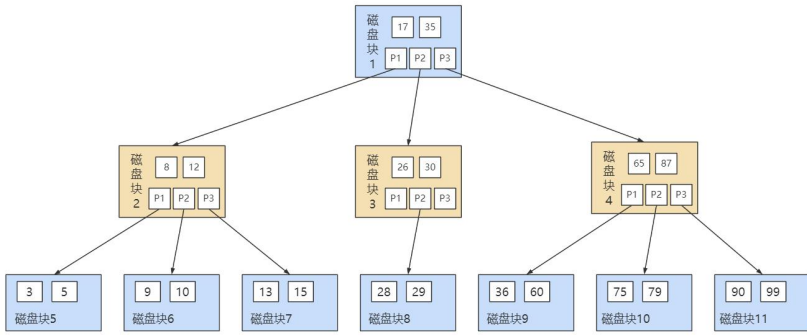 磁盘块1
17 35
P1 P2 P3
磁盘块2
8 12
P1 P2 P3
磁盘块3
26 30
P1 P2 P3
磁盘块4
65 87
P1 P2 P3
3 5
磁盘块5
9 10
磁盘块6
13 15
磁盘块7
28 29
磁盘块8
36 60
磁盘块9
75 79
磁盘块10
90 99
磁盘块11